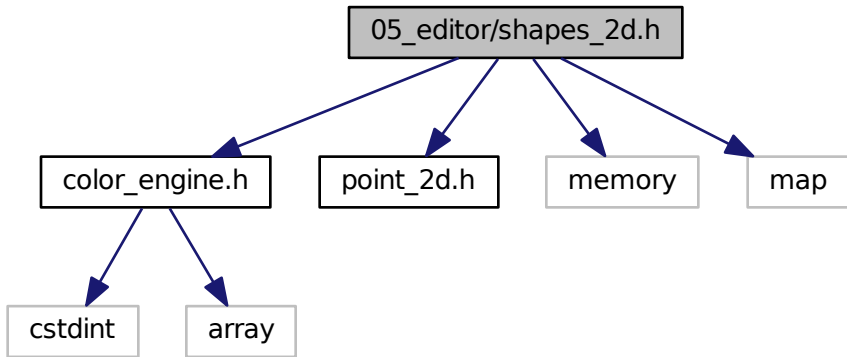 05_editor/shapes_2d.h
color_engine.h
point_2d.h
memory
map
cstdint
array